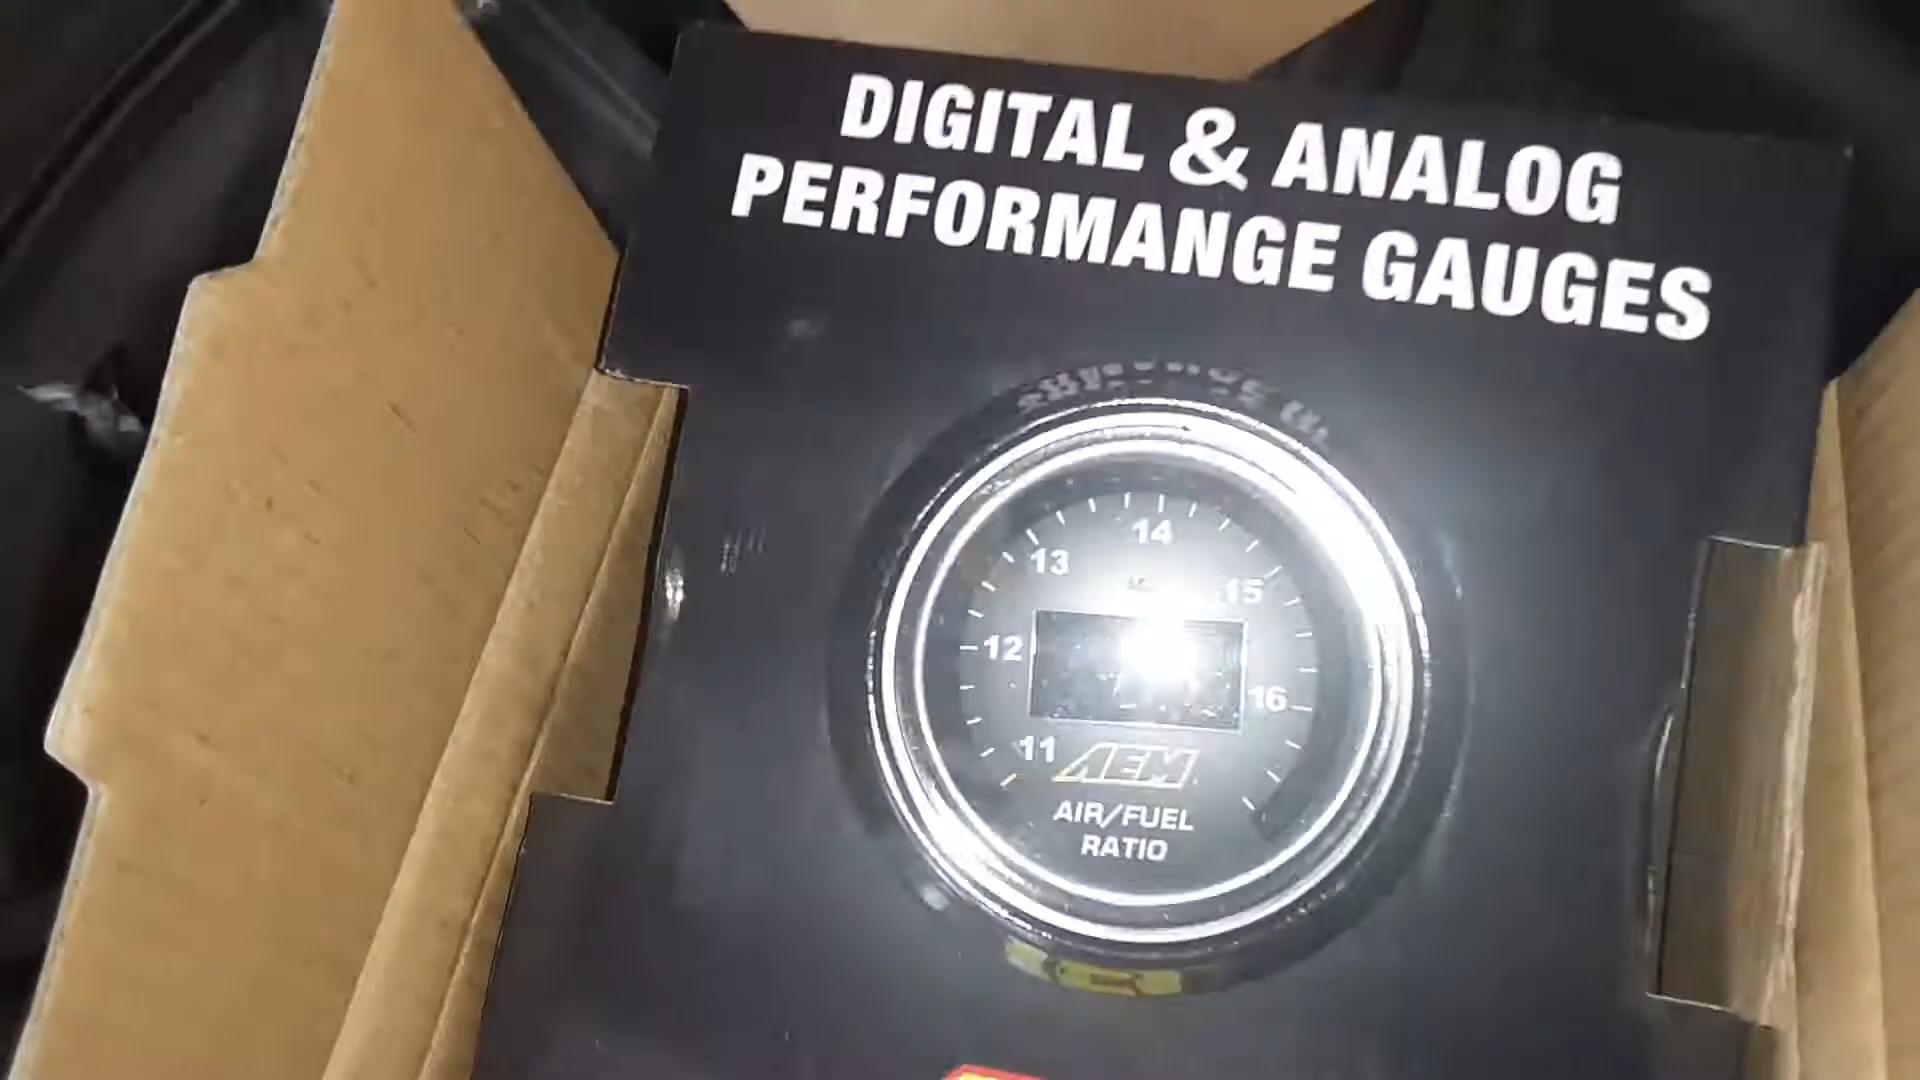 DIGITAL & ANALOG
PERFORMANGE GAUGES
14
13
15
12
16
11
AEM
AIR/FUEL
RATIO